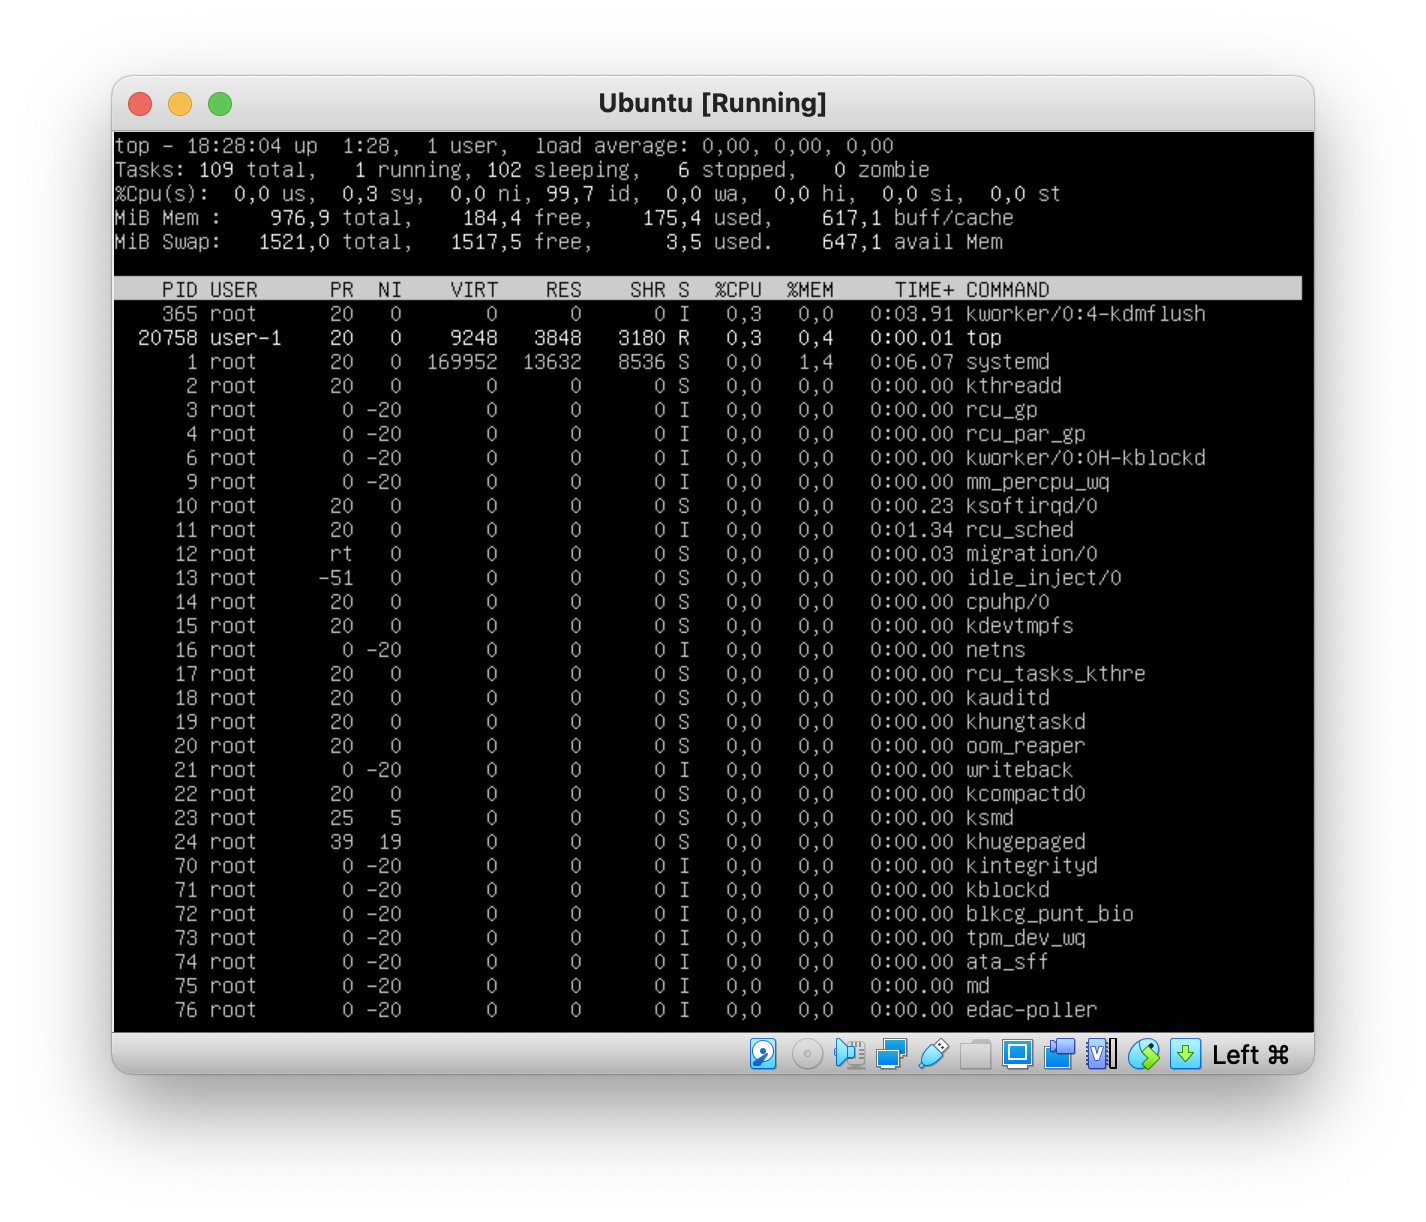 Ubuntu [Running]
top - 18:28:04 up  1:28,  1 user,  load average: 0,00, 0,00, 0,00
Tasks: 109 total,   1 running, 102 sleeping,   6 stopped,   0 zombie
%Cpu(s):  0,0 us,  0,3 sy,  0,0 ni, 99,7 id,  0,0 wa,  0,0 hi,  0,0 si,  0,0 st
MiB Mem :    976,9 total,    184,4 free,    175,4 used,    617,1 buff/cache
MiB Swap:   1521,0 total,   1517,5 free,      3,5 used.    647,1 avail Mem
PID USER      PR  NI    VIRT    RES    SHR S  %CPU  %MEM     TIME+ COMMAND
365 root      20   0       0      0      0 I   0,3   0,0   0:03.91 kworker/0:4-kdmflush
20758 user-1    20   0    9248   3848   3180 R   0,3   0,4   0:00.01 top
1 root      20   0  169952  13632   8536 S   0,0   1,4   0:06.07 systemd
2 root      20   0       0      0      0 S   0,0   0,0   0:00.00 kthreadd
3 root       0 -20       0      0      0 I   0,0   0,0   0:00.00 rcu_gp
4 root       0 -20       0      0      0 I   0,0   0,0   0:00.00 rcu_par_gp
6 root       0 -20       0      0      0 I   0,0   0,0   0:00.00 kworker/0:0H-kblockd
9 root       0 -20       0      0      0 I   0,0   0,0   0:00.00 mm_percpu_wq
10 root      20   0       0      0      0 S   0,0   0,0   0:00.23 ksoftirqd/0
11 root      20   0       0      0      0 I   0,0   0,0   0:01.34 rcu_sched
12 root      rt   0       0      0      0 S   0,0   0,0   0:00.03 migration/0
13 root     -51   0       0      0      0 S   0,0   0,0   0:00.00 idle_inject/0
14 root      20   0       0      0      0 S   0,0   0,0   0:00.00 cpuhp/0
15 root      20   0       0      0      0 S   0,0   0,0   0:00.00 kdevtmpfs
16 root       0 -20       0      0      0 I   0,0   0,0   0:00.00 netns
17 root      20   0       0      0      0 S   0,0   0,0   0:00.00 rcu_tasks_kthre
18 root      20   0       0      0      0 S   0,0   0,0   0:00.00 kauditd
19 root      20   0       0      0      0 S   0,0   0,0   0:00.00 khungtaskd
20 root      20   0       0      0      0 S   0,0   0,0   0:00.00 oom_reaper
21 root       0 -20       0      0      0 I   0,0   0,0   0:00.00 writeback
22 root      20   0       0      0      0 S   0,0   0,0   0:00.00 kcompactd0
23 root      25   5       0      0      0 S   0,0   0,0   0:00.00 ksmd
24 root      39  19       0      0      0 S   0,0   0,0   0:00.00 khugepaged
70 root       0 -20       0      0      0 I   0,0   0,0   0:00.00 kintegrityd
71 root       0 -20       0      0      0 I   0,0   0,0   0:00.00 kblockd
72 root       0 -20       0      0      0 I   0,0   0,0   0:00.00 blkcg_punt_bio
73 root       0 -20       0      0      0 I   0,0   0,0   0:00.00 tpm_dev_wq
74 root       0 -20       0      0      0 I   0,0   0,0   0:00.00 ata_sff
75 root       0 -20       0      0      0 I   0,0   0,0   0:00.00 md
76 root       0 -20       0      0      0 I   0,0   0,0   0:00.00 edac-poller
Left ⌘